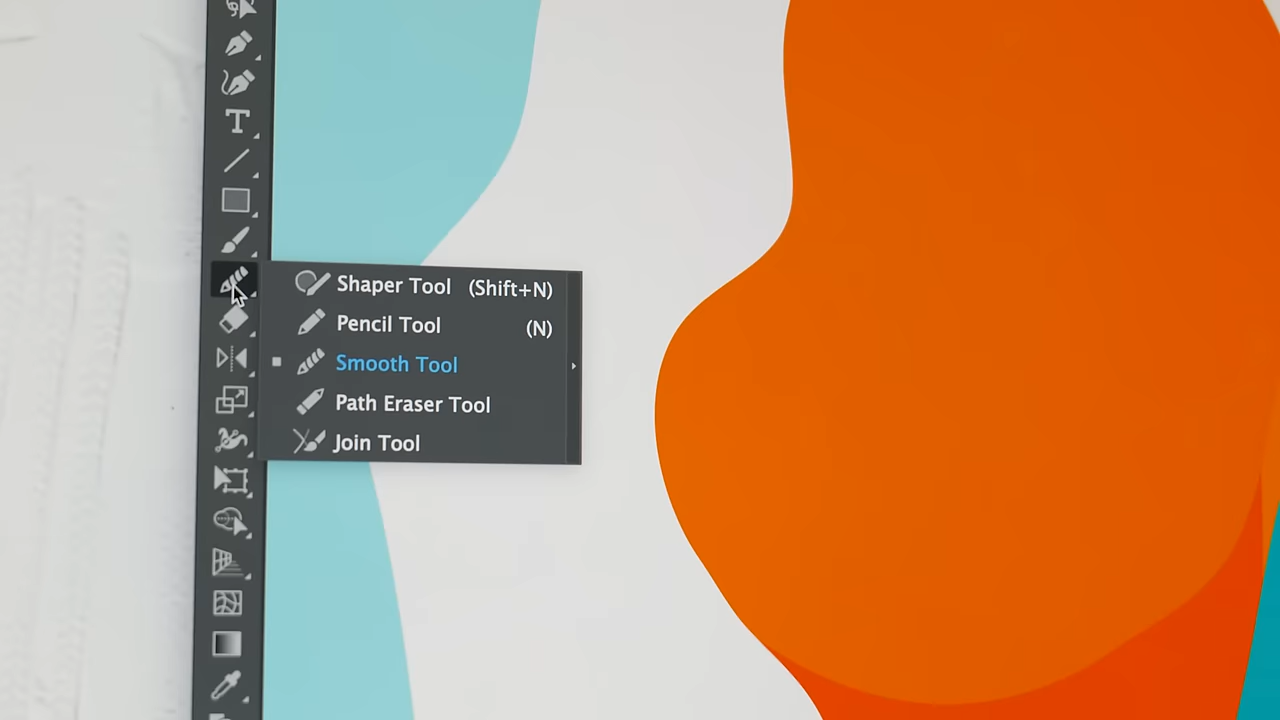 Shaper Tool (Shift+N)
Pencil Tool (N)
Smooth Tool
Path Eraser Tool
Join Tool